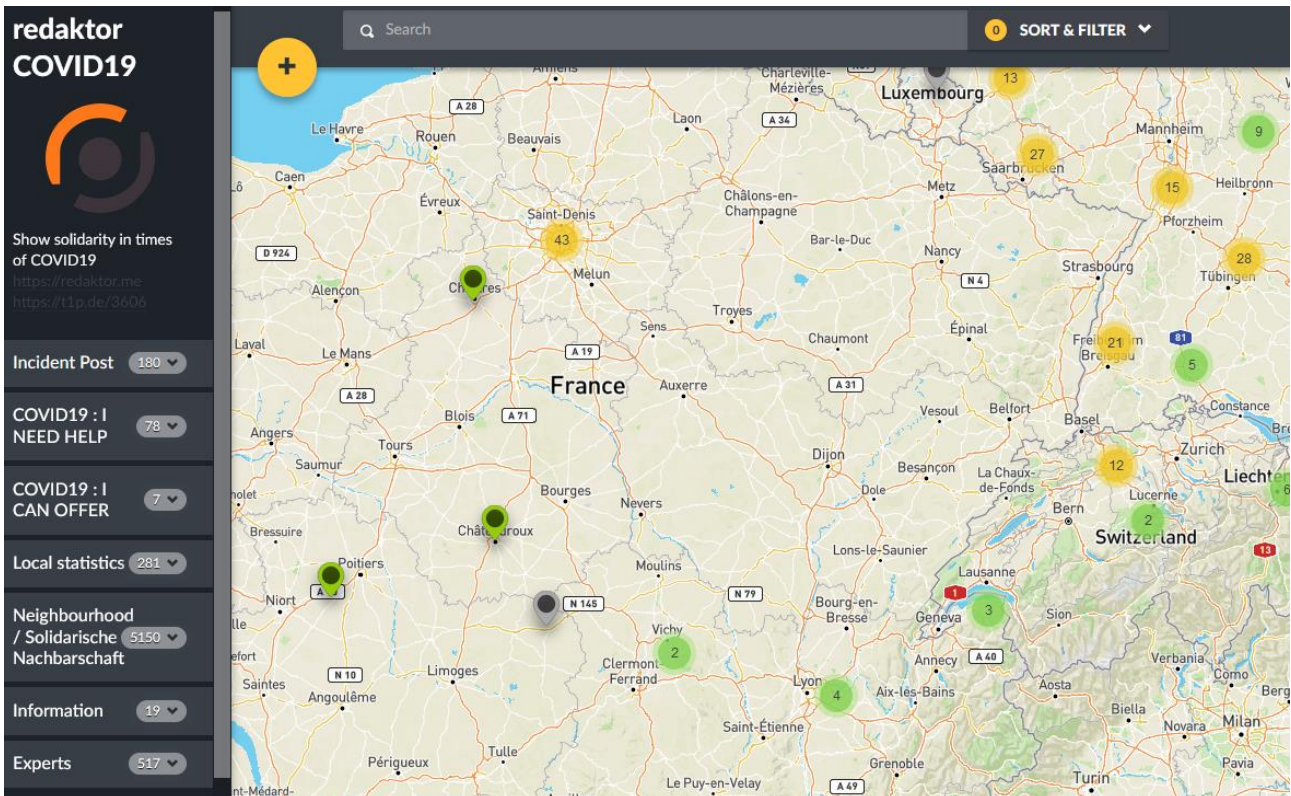 redaktor
COVID19
Show solidarity in times
of COVID19
https://redaktor.me
https://t1p.de/3606
Incident Post 180
COVID19 : I
NEED HELP 78
COVID19 : I
CAN OFFER 7
Local statistics 281
Neighbourhood
/ Solidarische 5150
Nachbarschaft
Information 19
Experts 517
+
Search
0 SORT & FILTER
Amiens
Charleville-
Mézières
Luxembourg
13
A 28
Laon
A 34
Le Havre
Rouen
Beauvais
Mannheim
9
27
Saarbrücken
Caen
Metz
15
Heilbronn
Évreux
Châlons-en-
Champagne
Saint-Denis
43
Pforzheim
D 924
Bar-le-Duc
Nancy
Strasbourg
28
Tübingen
Melun
N 4
Alençon
Troyes
Sens
Épinal
Laval
Le Mans
A 19
Chaumont
21
Breisgau
81
5
France
Auxerre
A 31
A 28
Blois
A 71
Vesoul
Belfort
Constance
Basel
Angers
Tours
Zurich
Saumur
Dijon
Besançon
La Chaux-
de-Fonds
12
Bourges
Dole
Lucerne
Liechte
6
Nevers
Bern
2
Switzerland
Bressuire
Lons-le-Saunier
13
Poitiers
Moulins
Lausanne
1
Niort
N 145
N 79
Bourg-en-
Bresse
Geneva
3
Sion
Vichy
2
Verbania
Clermont-
Ferrand
Annecy
A 40
Como
N 10
Limoges
Saintes
Angoulême
Lyon
4
Aix-les-Bains
Aosta
Berg
Biella
Milan
Saint-Étienne
Novara
Périgueux
Tulle
Grenoble
Pavia
Turin
nt-Médard-
Le Puy-en-Velay
A 49